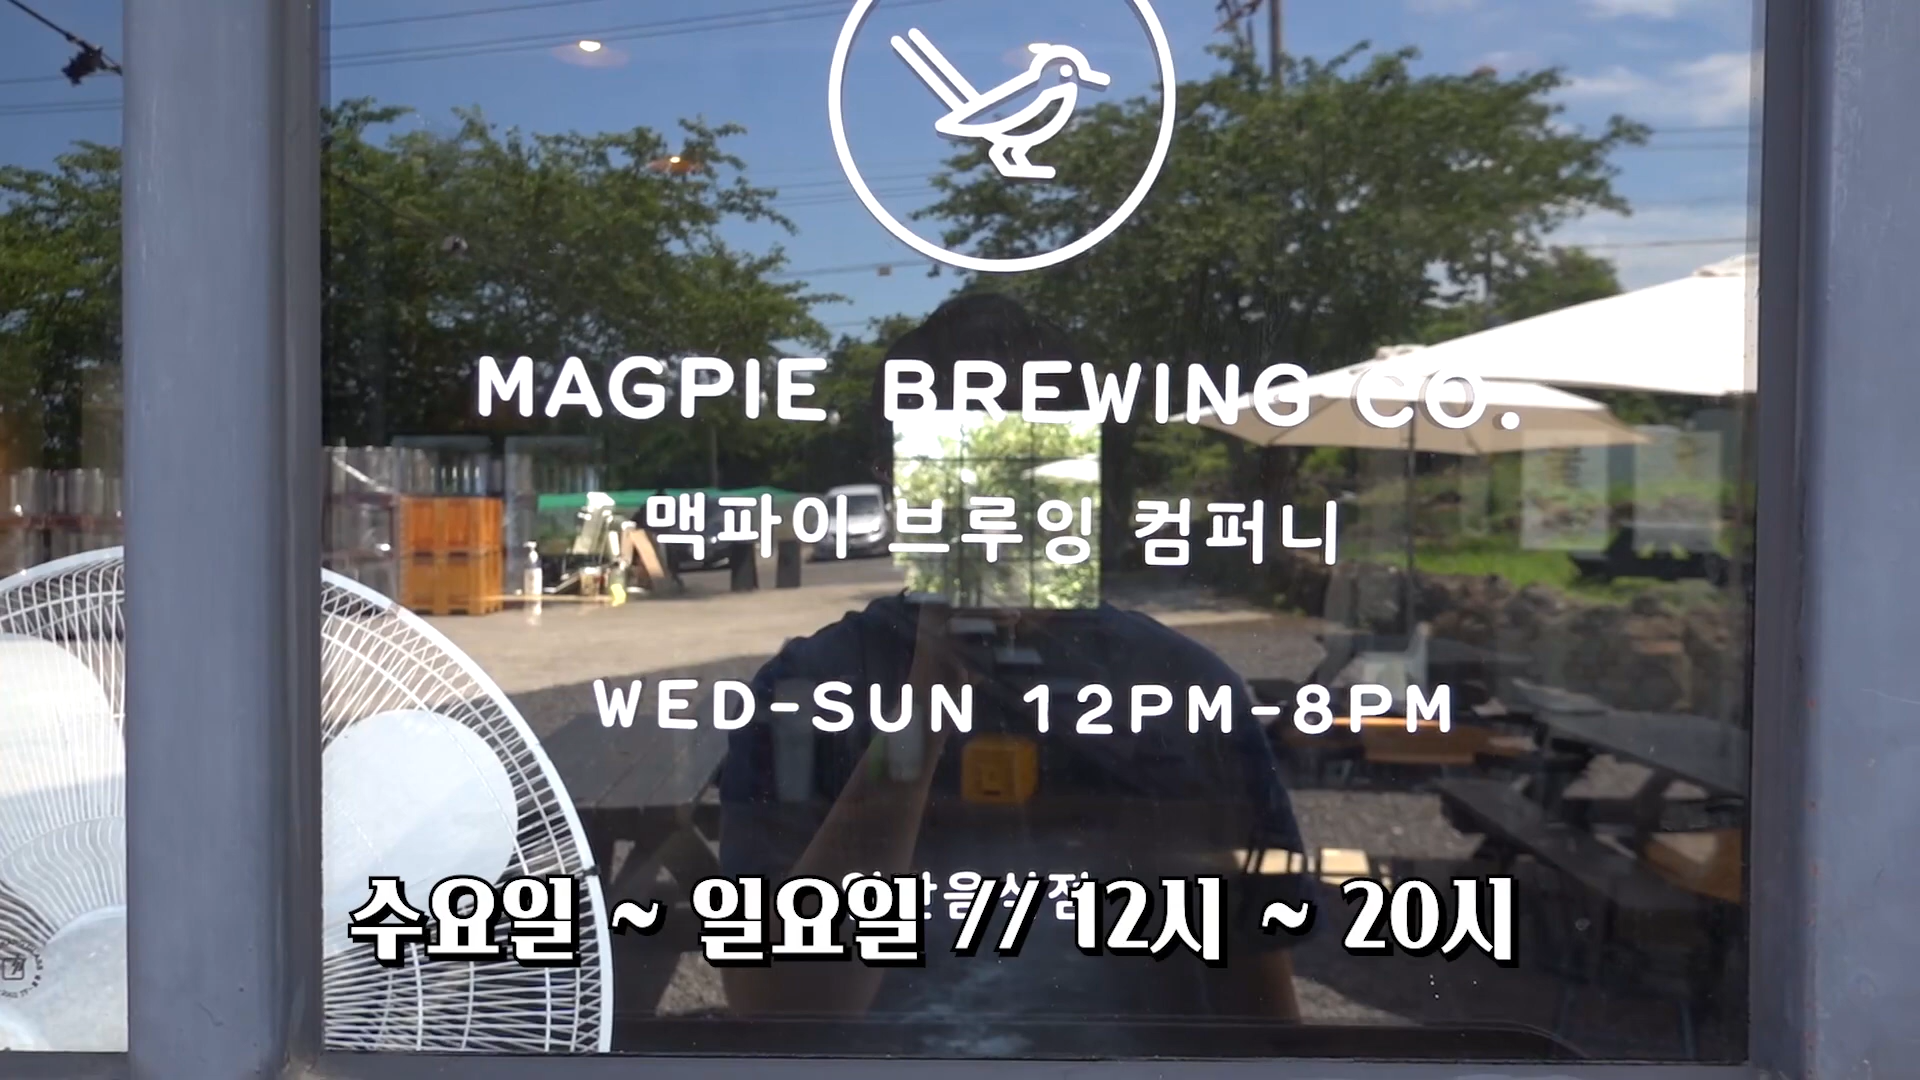 MAGPIE BREWING CO.
맥파이 브루잉 컴퍼니
WED-SUN 12PM-8PM
수요일 ~ 일요일 // 12시 ~ 20시